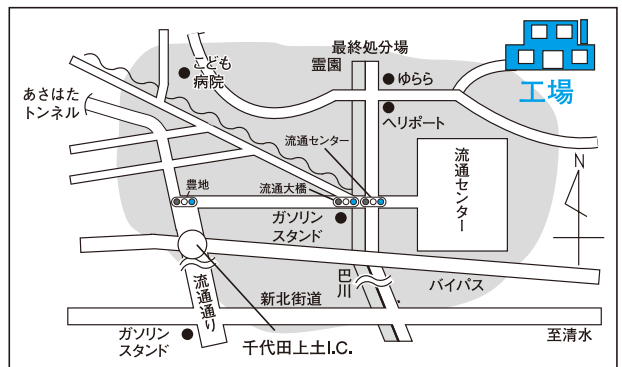 最終処分場
霊園
こども
病院
ゆらら
工場
あさはた
トンネル
ヘリポート
流通センター
流通センター
N
豊地
流通大橋
ガソリン
スタンド
巴川
バイパス
流通通り
新北街道
ガソリン
スタンド
千代田上土I.C.
至清水